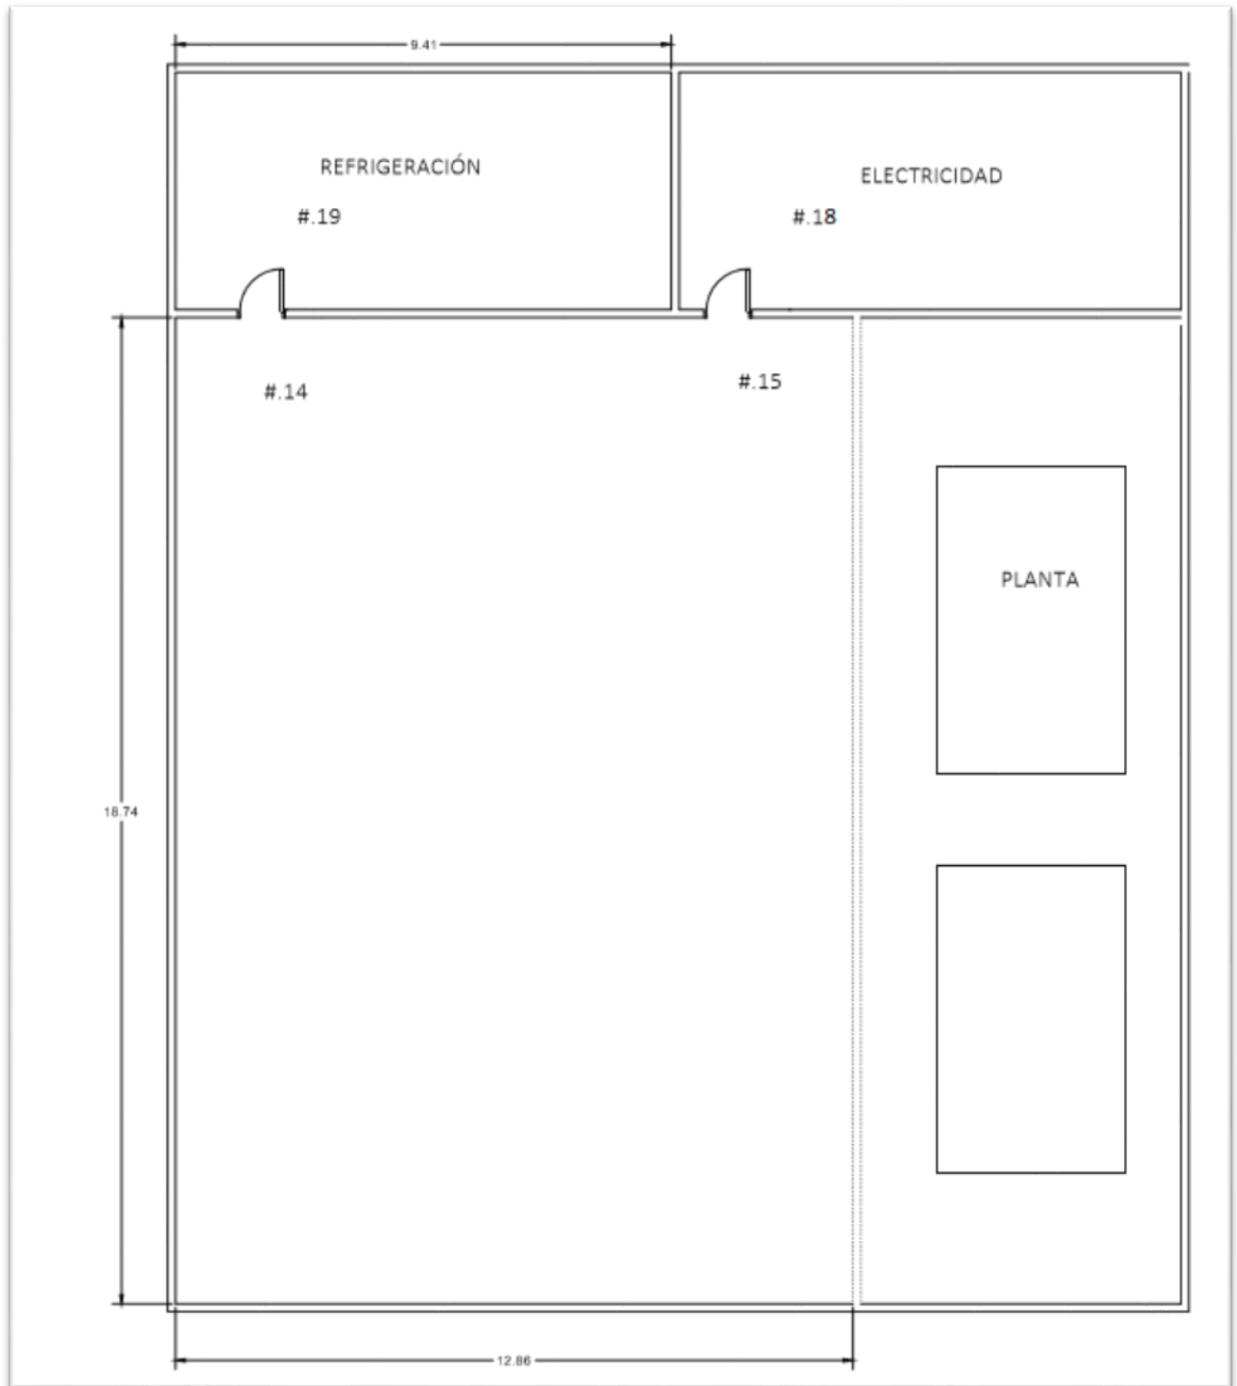 9.41
REFRIGERACIÓN
ELECTRICIDAD
#.19
#.18
#.14
#.15
PLANTA
18.74
12.86